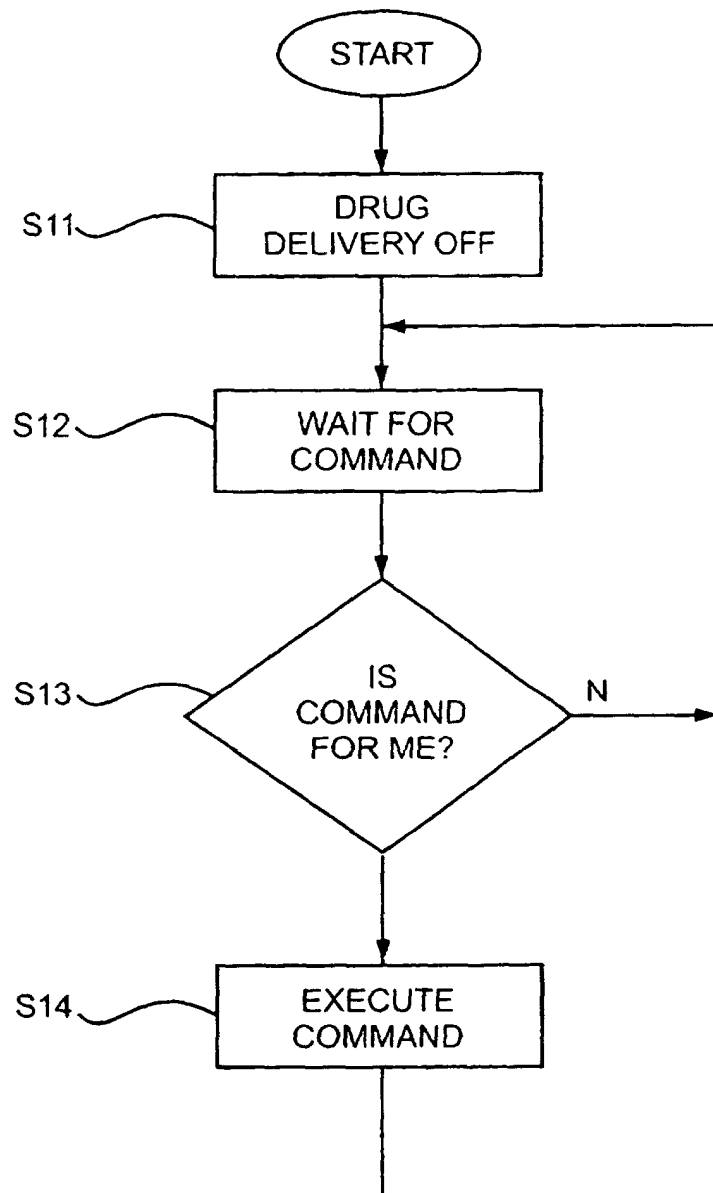 START
S11
DRUG
DELIVERY OFF
S12
WAIT FOR
COMMAND
S13
IS
COMMAND
FOR ME?
N
S14
EXECUTE
COMMAND